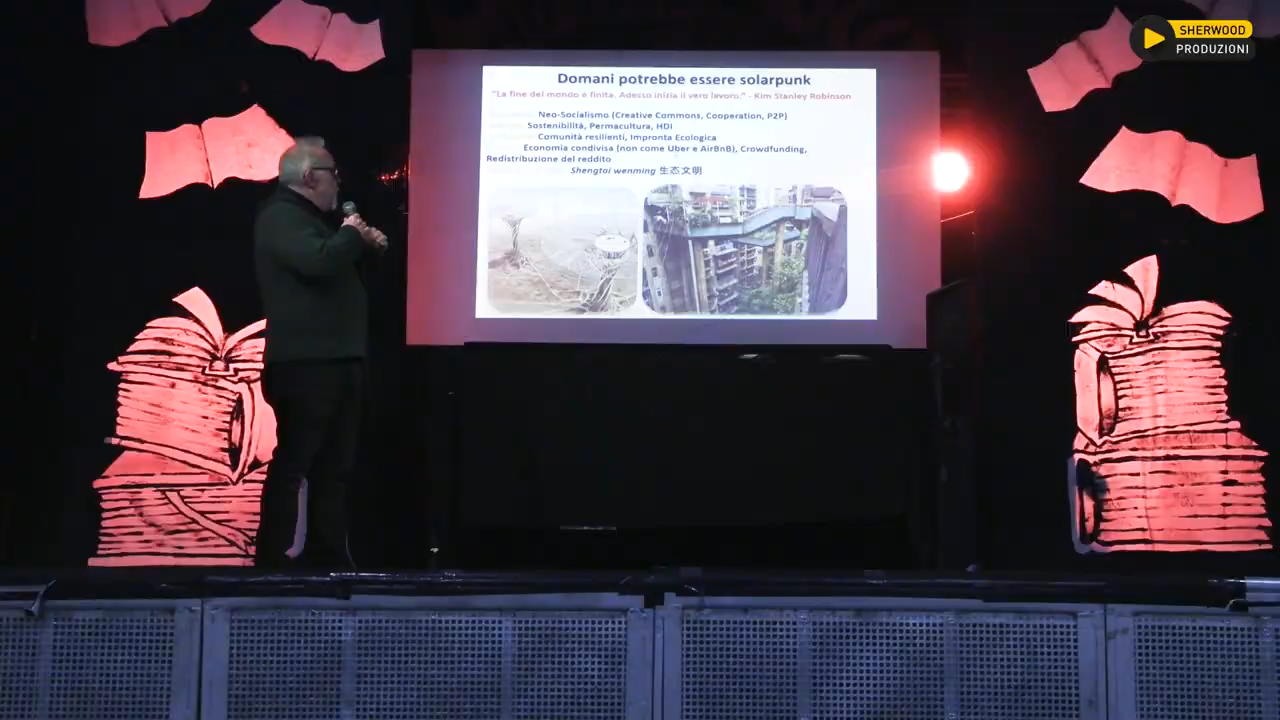 SHERWOOD
PRODUZIONI
Domani potrebbe essere solarpunk
"La fine del mondo è finita. Adesso inizia il vero lavoro." - Kim Stanley Robinson
Neo-Socialismo (Creative Commons, Cooperation, P2P)
Sostenibilità, Permacultura, HDI
Comunità resilienti, Impronta Ecologica
Economia condivisa (non come Uber e AirBnB), Crowdfunding,
Redistribuzione del reddito
Shengtai wenming 生态文明